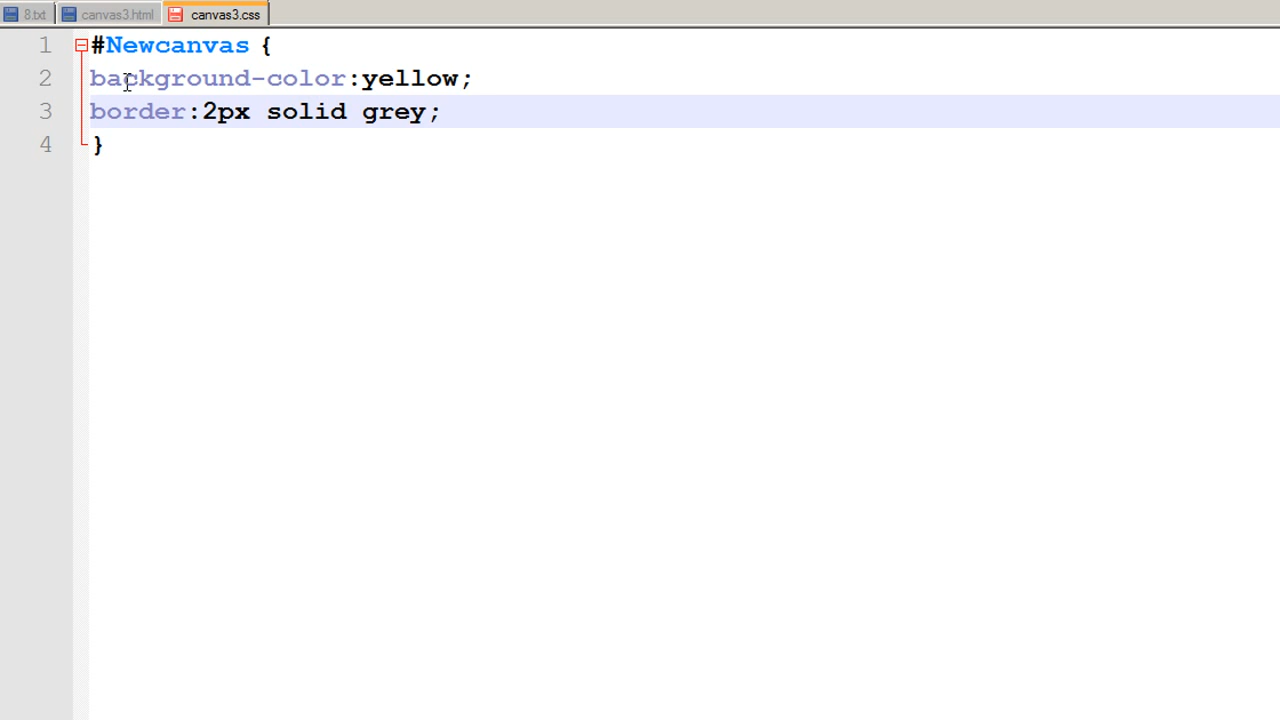 8.txt canvas3.html canvas3.css
1 #Newcanvas {
2 background-color:yellow;
3 border:2px solid grey;
4 }